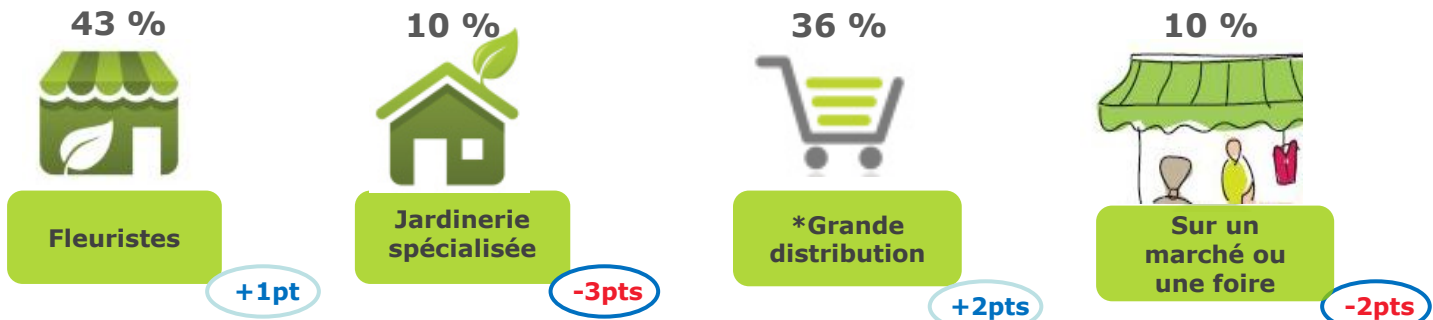 43 %
10 %
36 %
10 %
Fleuristes
+1pt
Jardinerie
spécialisée
-3pts
*Grande
distribution
+2pts
Sur un
marché ou
une foire
-2pts